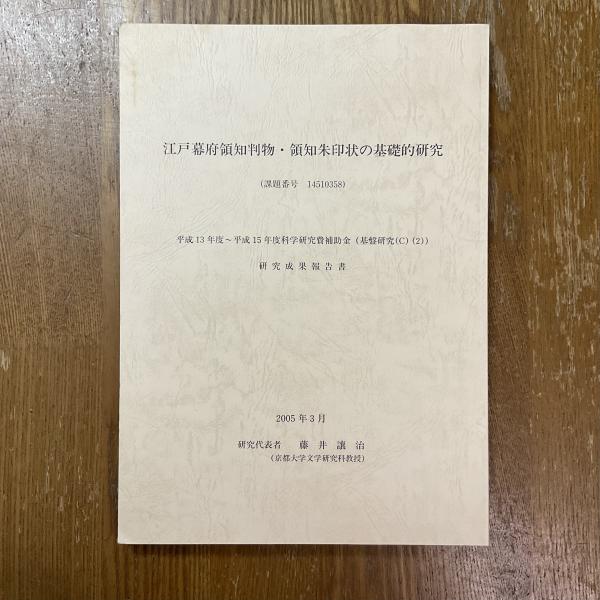 江戸幕府領知判物・領知朱印状の基礎的研究
(課題番号 14510358)
平成13年度～平成15年度科学研究費補助金(基盤研究(C)(2))
研究成果報告書
2005年3月
研究代表者 藤井讓治
(京都大学文学研究科教授)